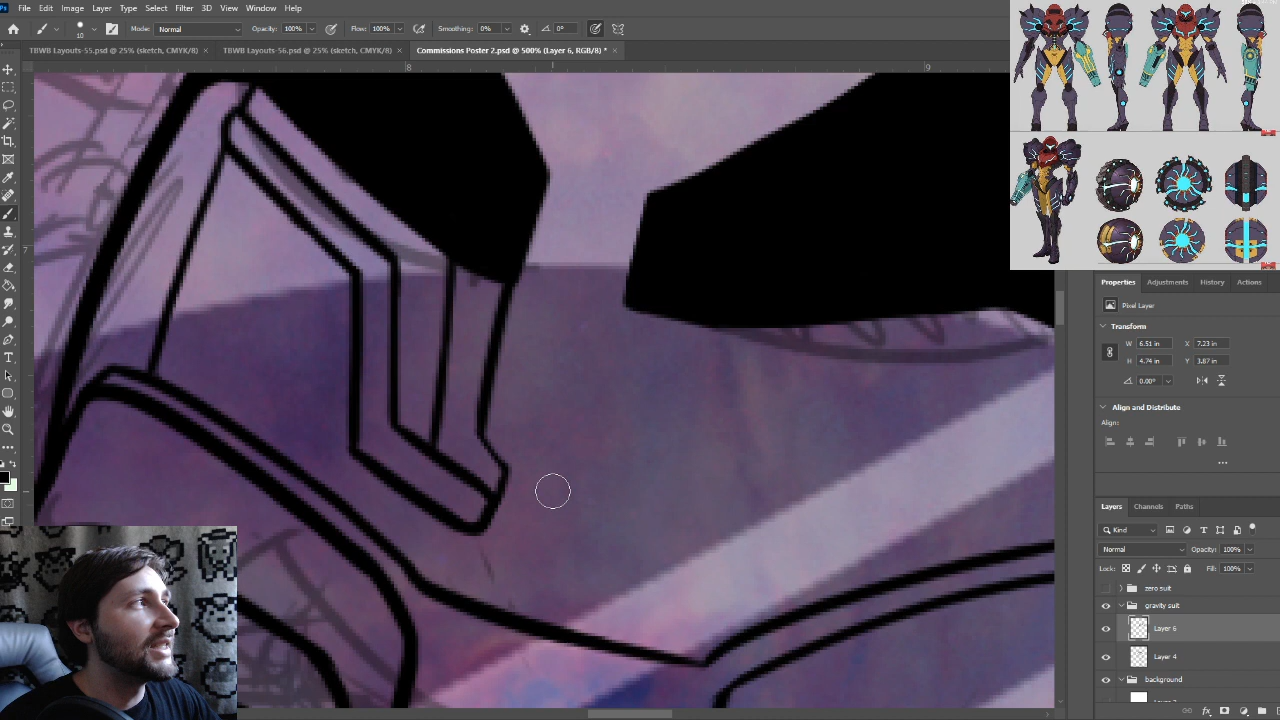 File Edit Image Layer Type Select Filter 3D View Window Help
10 Mode: Normal Opacity: 100% Flow: 100% Smoothing: 0% 0°
TBWB Layouts-55.psd @ 25% (sketch, CMYK/8) × TBWB Layouts-56.psd @ 25% (sketch, CMYK/8) × Commissions Poster 2.psd @ 500% (Layer 6, RGB/8) * ×
8 9
7
Properties Adjustments History Actions
Pixel Layer
Transform
W 6.51 in X 7.23 in
H 4.74 in Y 3.87 in
0.00°
Align and Distribute
Align:
Layers Channels Paths
Kind
Normal Opacity: 100%
Lock: Fill: 100%
zero suit
gravity suit
Layer 6
Layer 4
background